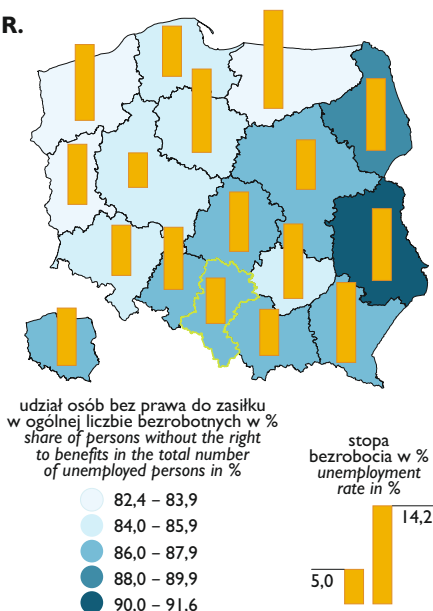 R.
udział osób bez prawa do zasiłku
w ogólnej liczbie bezrobotnych w %
share of persons without the right
to benefits in the total number
of unemployed persons in %
82,4 – 83,9
84,0 – 85,9
86,0 – 87,9
88,0 – 89,9
90,0 – 91,6
stopa
bezrobocia w %
unemployment
rate in %
14,2
5,0